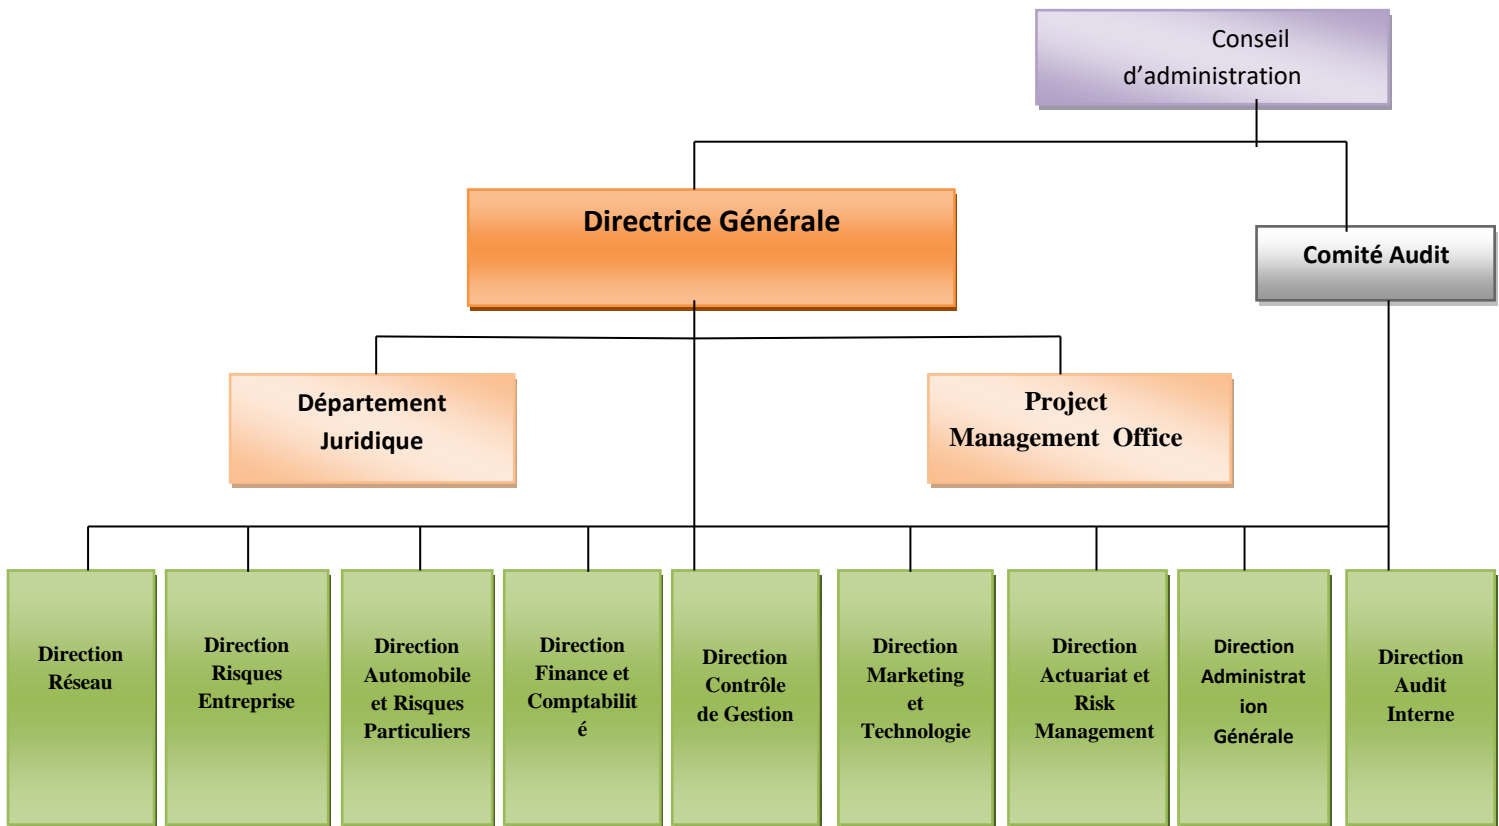 Conseil
d’administration
Directrice Générale
Comité Audit
Département
Juridique
Project
Management Office
Direction
Réseau
Direction
Risques
Entreprise
Direction
Automobile
et Risques
Particuliers
Direction
Finance et
Comptabilit
é
Direction
Contrôle
de Gestion
Direction
Marketing
et
Technologie
Direction
Actuariat et
Risk
Management
Direction
Administrat
ion
Générale
Direction
Audit
Interne